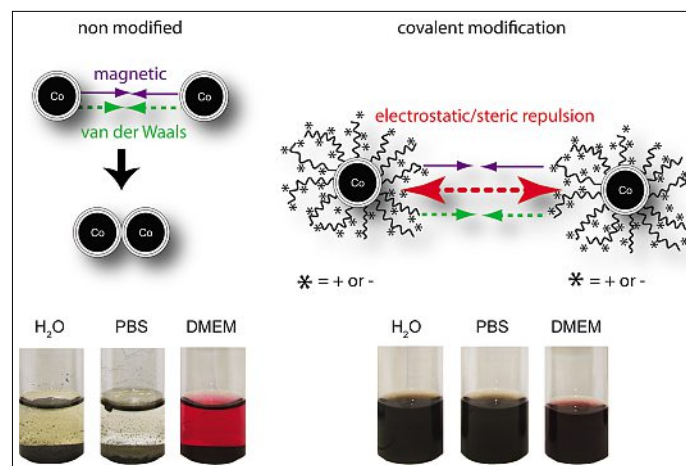 non modified
covalent modification
Co
magnetic
Co
van der Waals
electrostatic/steric repulsion
Co
Co
Co
Co
* = + or -
* = + or -
H₂O
PBS
DMEM
H₂O
PBS
DMEM